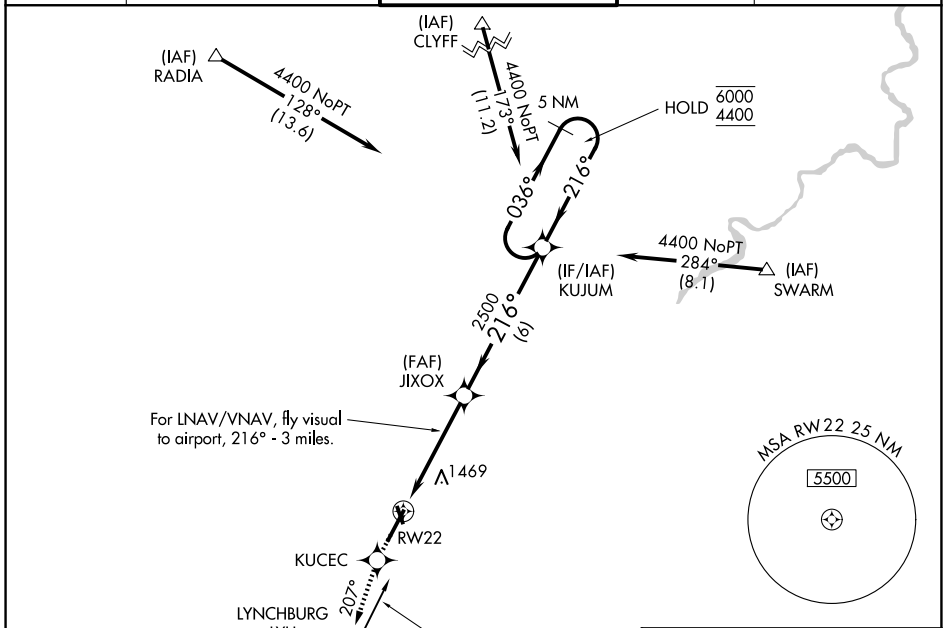 (IAF)
CLYFF
(IAF)
RADIA
4400 NoPT
128°
(13.6)
4400 NoPT
173°
(11.2)
5 NM
HOLD
6000
4400
036°
216°
(IF/IAF)
KUJUM
4400 NoPT
284°
(8.1)
(IAF)
SWARM
2500
216°
(6)
(FAF)
JIXOX
For LNAV/VNAV, fly visual
to airport, 216° - 3 miles.
1469
RW22
KUCEC
207°
LYNCHBURG
MSA RW22 25 NM
5500